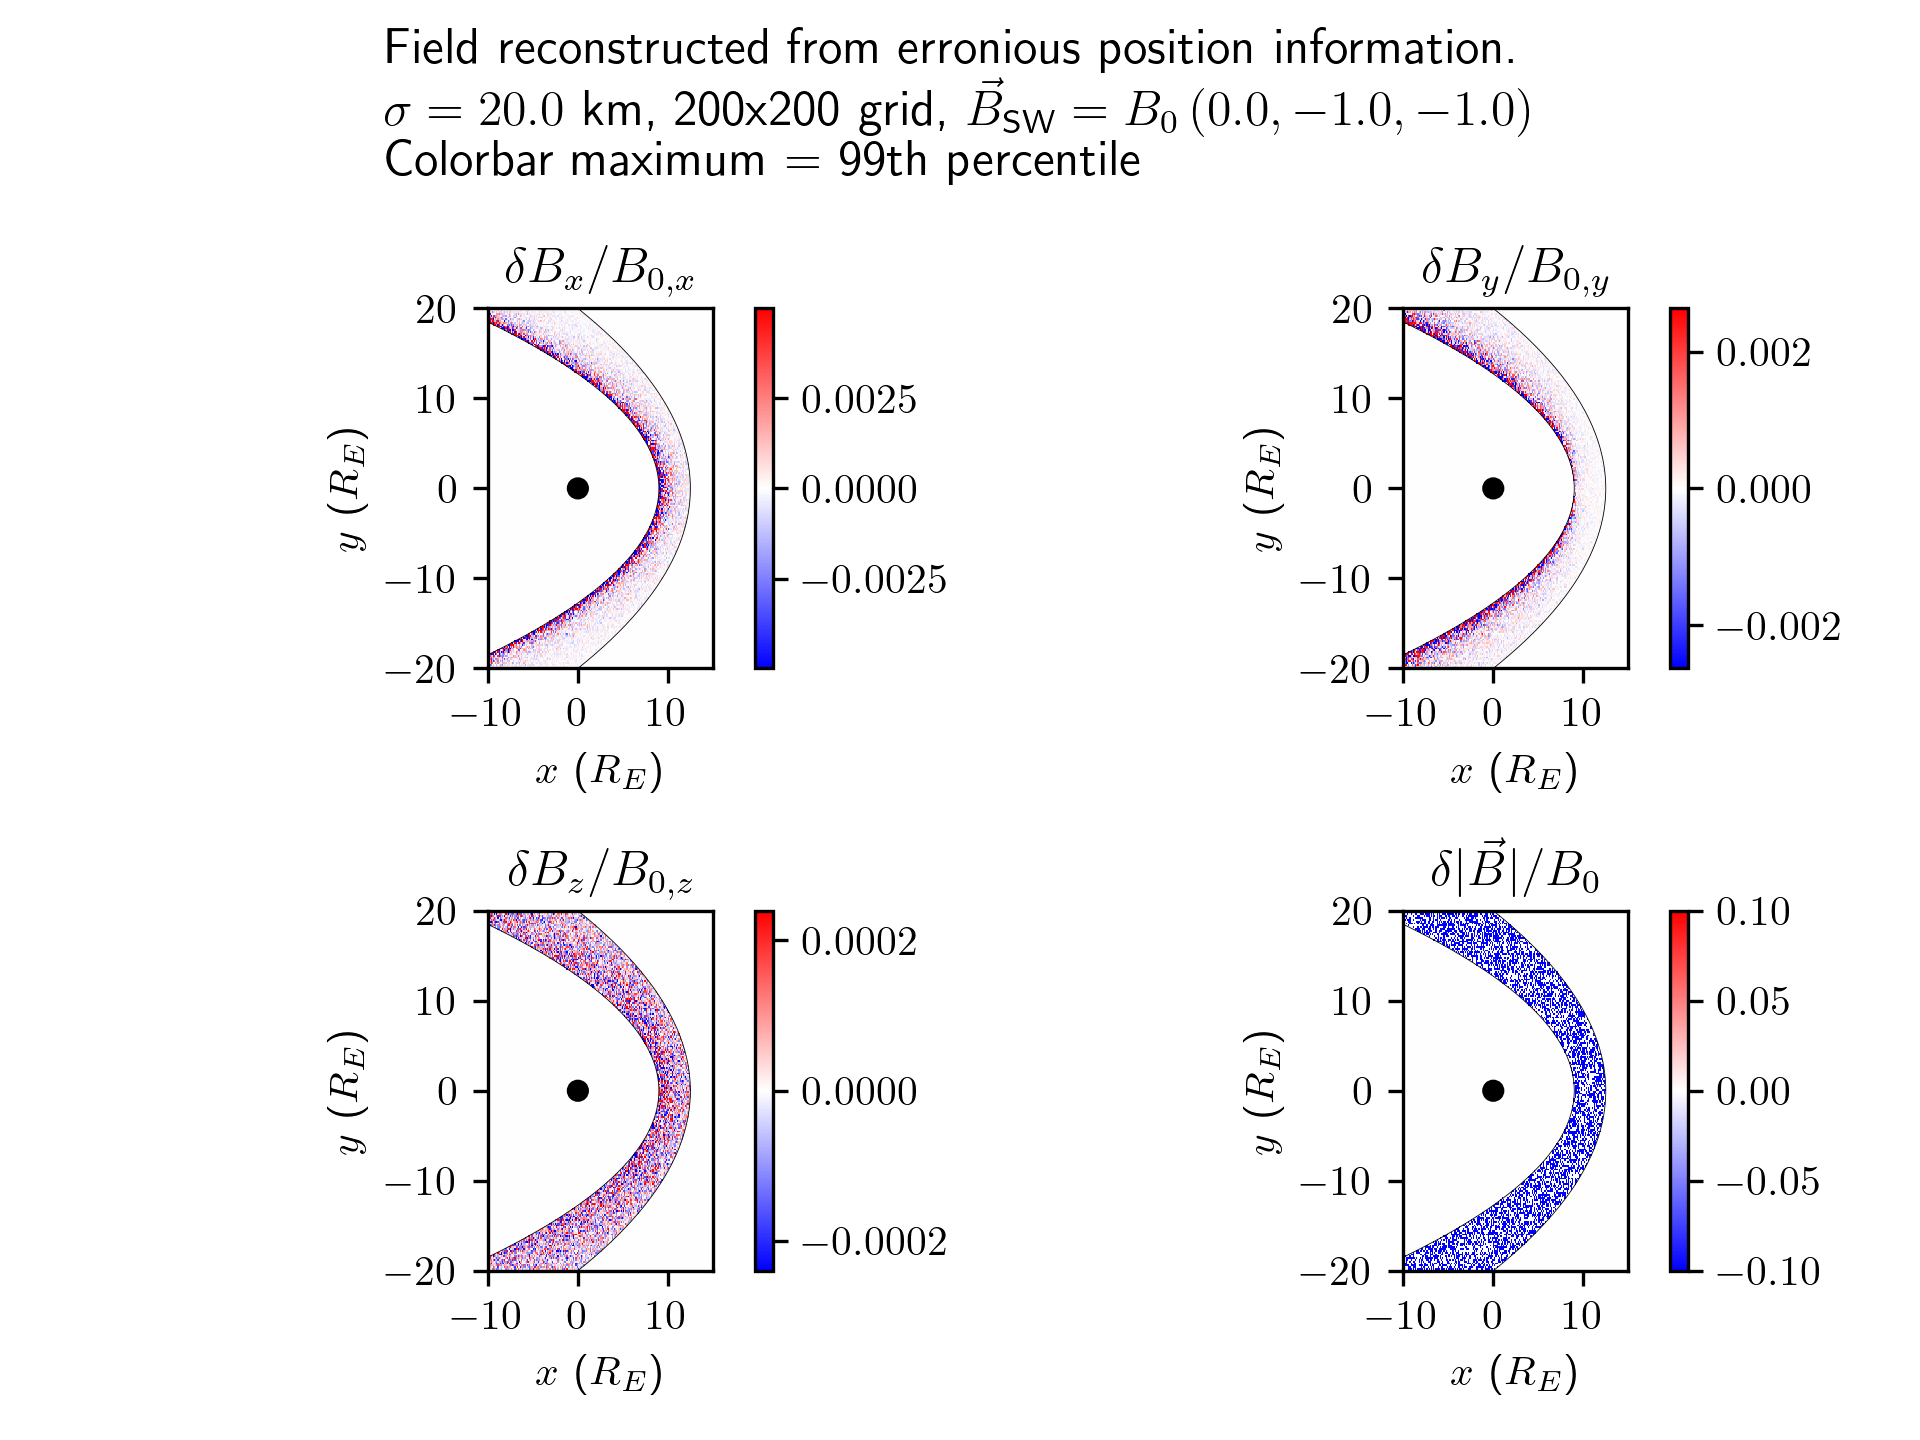 Field reconstructed from erronious position information.
σ = 20.0 km, 200x200 grid, B⃗_SW = B₀ (0.0, −1.0, −1.0)
Colorbar maximum = 99th percentile
δB_x/B_{0,x}
20
10
0
−10
−20
y (R_E)
−10 0 10
x (R_E)
0.0025
0.0000
−0.0025
δB_y/B_{0,y}
20
10
0
−10
−20
y (R_E)
−10 0 10
x (R_E)
0.002
0.000
−0.002
δB_z/B_{0,z}
20
10
0
−10
−20
y (R_E)
−10 0 10
x (R_E)
0.0002
0.0000
−0.0002
δ|B⃗|/B₀
20
10
0
−10
−20
y (R_E)
−10 0 10
x (R_E)
0.10
0.05
0.00
−0.05
−0.10